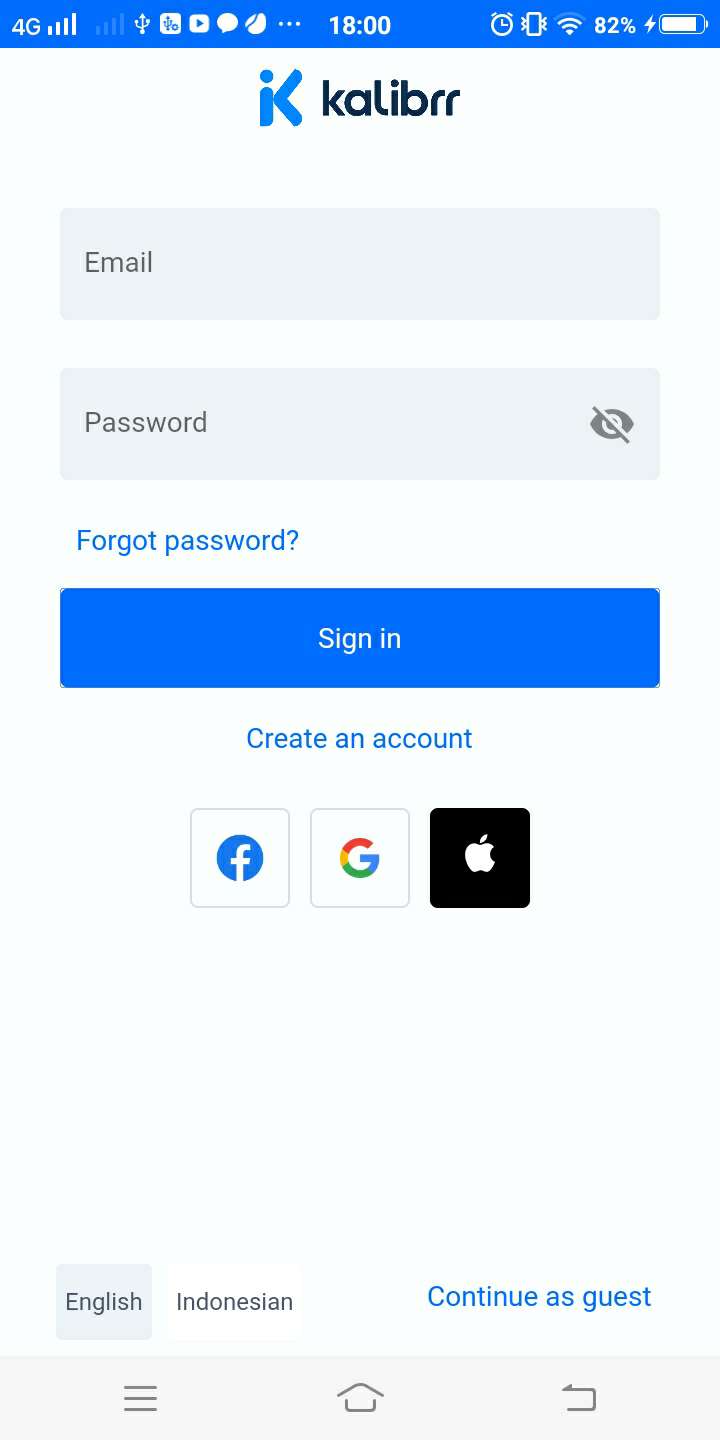 4G 18:00 82%
kalibrr
Email
Password
Forgot password?
Sign in
Create an account
English Indonesian Continue as guest